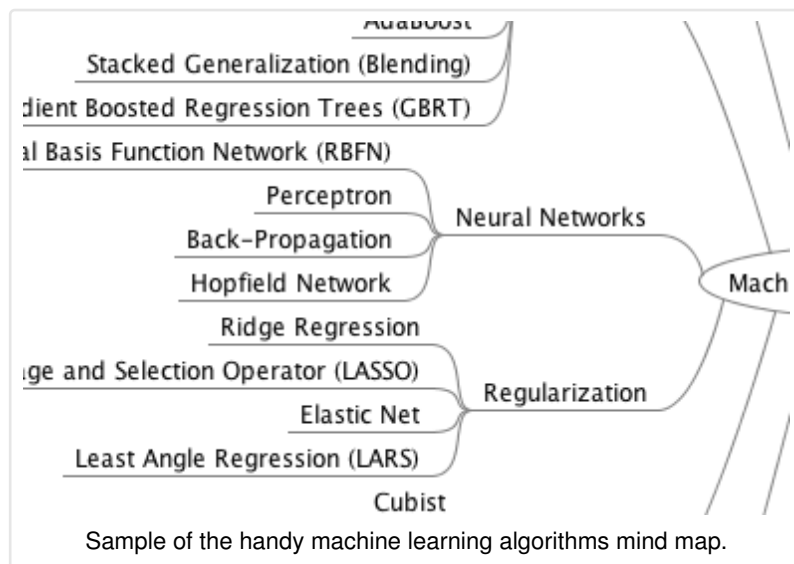 AdaBoost
Stacked Generalization (Blending)
dient Boosted Regression Trees (GBRT)
al Basis Function Network (RBFN)
Perceptron
Neural Networks
Back-Propagation
Hopfield Network
Mach
Ridge Regression
age and Selection Operator (LASSO)
Regularization
Elastic Net
Least Angle Regression (LARS)
Cubist
Sample of the handy machine learning algorithms mind map.